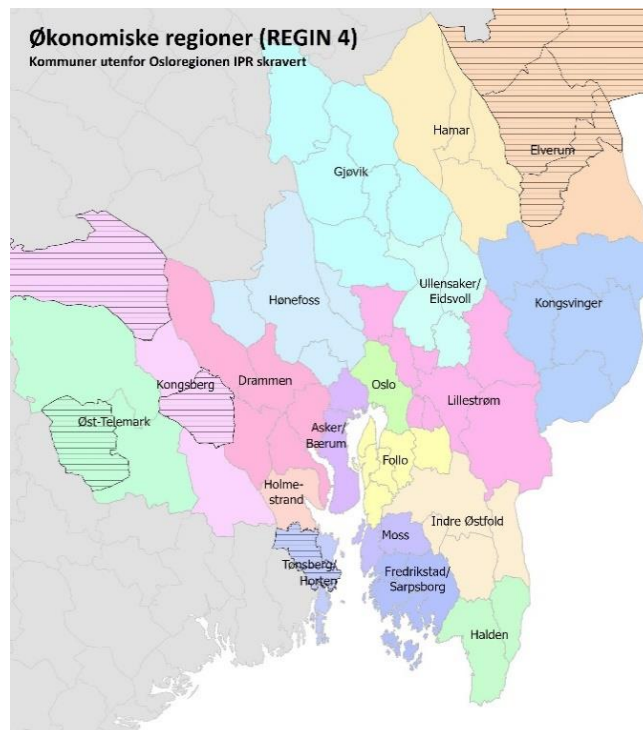 Økonomiske regioner (REGIN 4)
Kommuner utenfor Osloregionen IPR skravert
Hamar
Elverum
Gjøvik
Ullensaker/
Eidsvoll
Kongsvinger
Hønefoss
Kongsberg
Drammen
Oslo
Lillestrøm
Øst-Telemark
Asker/
Bærum
Follo
Holme-
strand
Indre Østfold
Moss
Tønsberg/
Horten
Fredrikstad/
Sarpsborg
Halden